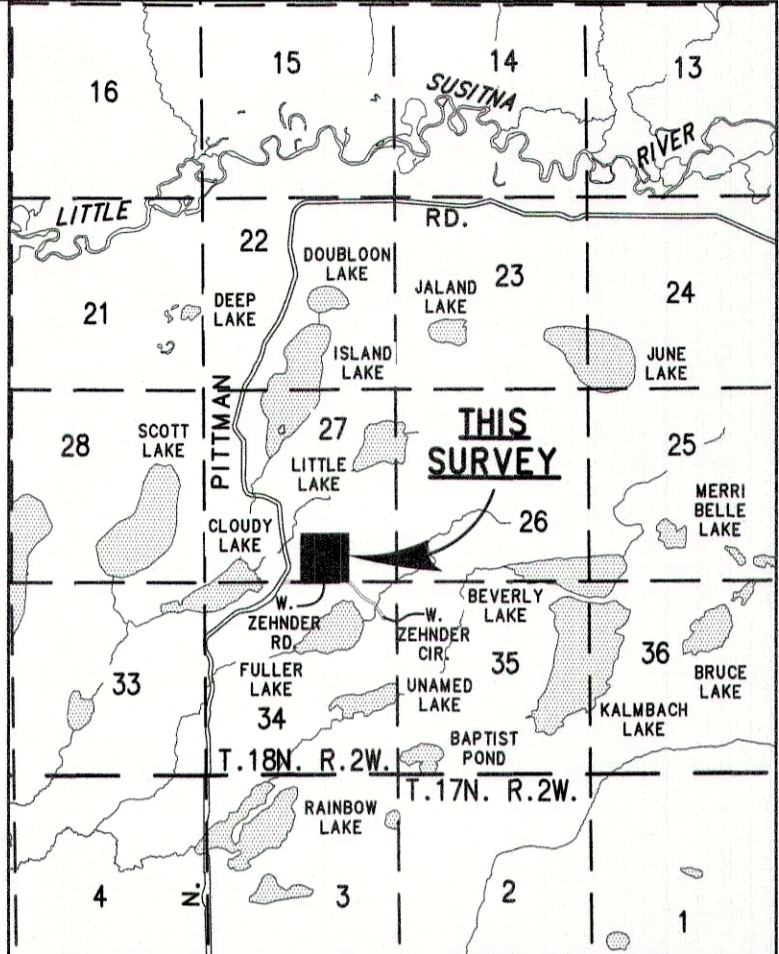 16
15
14
13
SUSITNA
RIVER
LITTLE
RD.
22
DOUBLOON
LAKE
23
JALAND
LAKE
24
21
DEEP
LAKE
ISLAND
LAKE
JUNE
LAKE
PITTMAN
28
SCOTT
LAKE
27
LITTLE
LAKE
THIS
SURVEY
25
CLOUDY
LAKE
26
MERRI
BELLE
LAKE
W.
ZEHNDER
RD.
W.
ZEHNDER
CIR.
BEVERLY
LAKE
35
36
BRUCE
LAKE
33
FULLER
LAKE
34
UNAMED
LAKE
KALMBACH
LAKE
BAPTIST
POND
T.18N. R.2W.
T.17N. R.2W.
RAINBOW
LAKE
4
N.
3
2
1